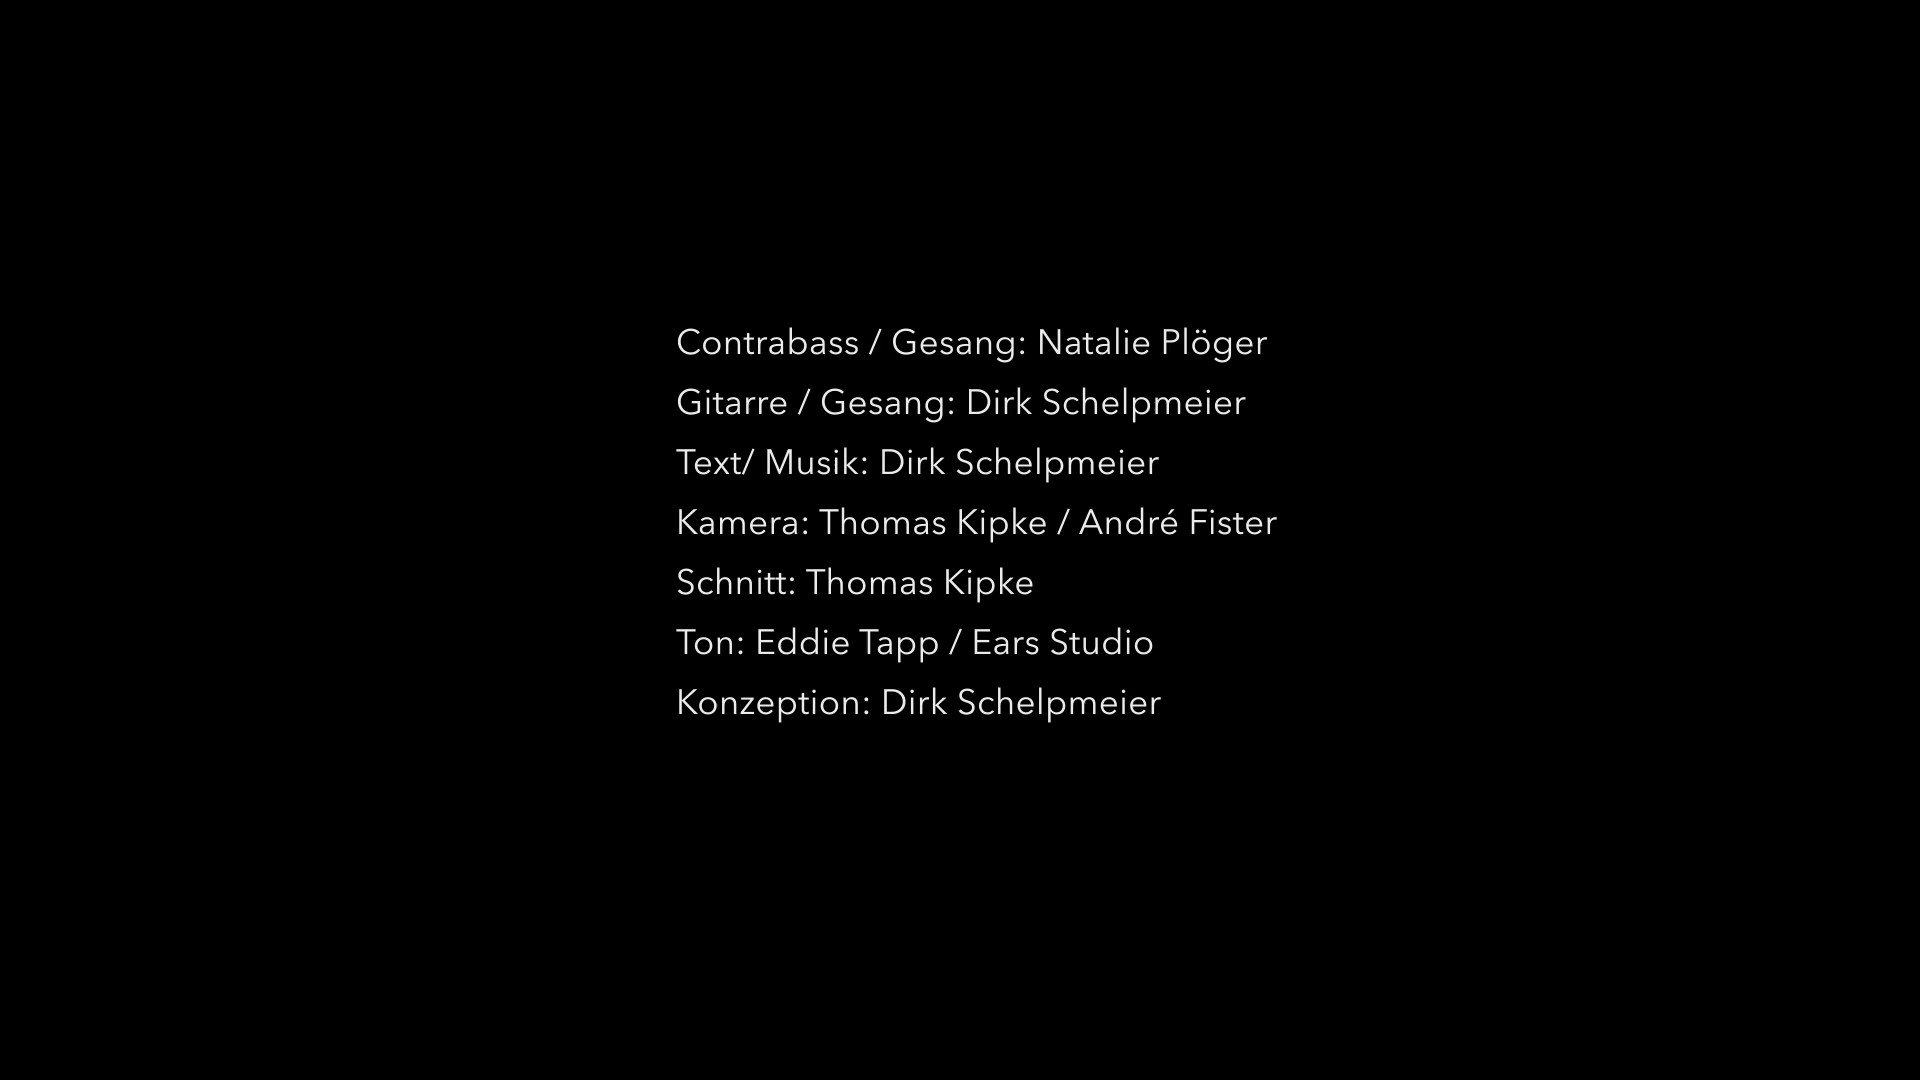 Contrabass / Gesang: Natalie Plöger
Gitarre / Gesang: Dirk Schelpmeier
Text/ Musik: Dirk Schelpmeier
Kamera: Thomas Kipke / André Fister
Schnitt: Thomas Kipke
Ton: Eddie Tapp / Ears Studio
Konzeption: Dirk Schelpmeier